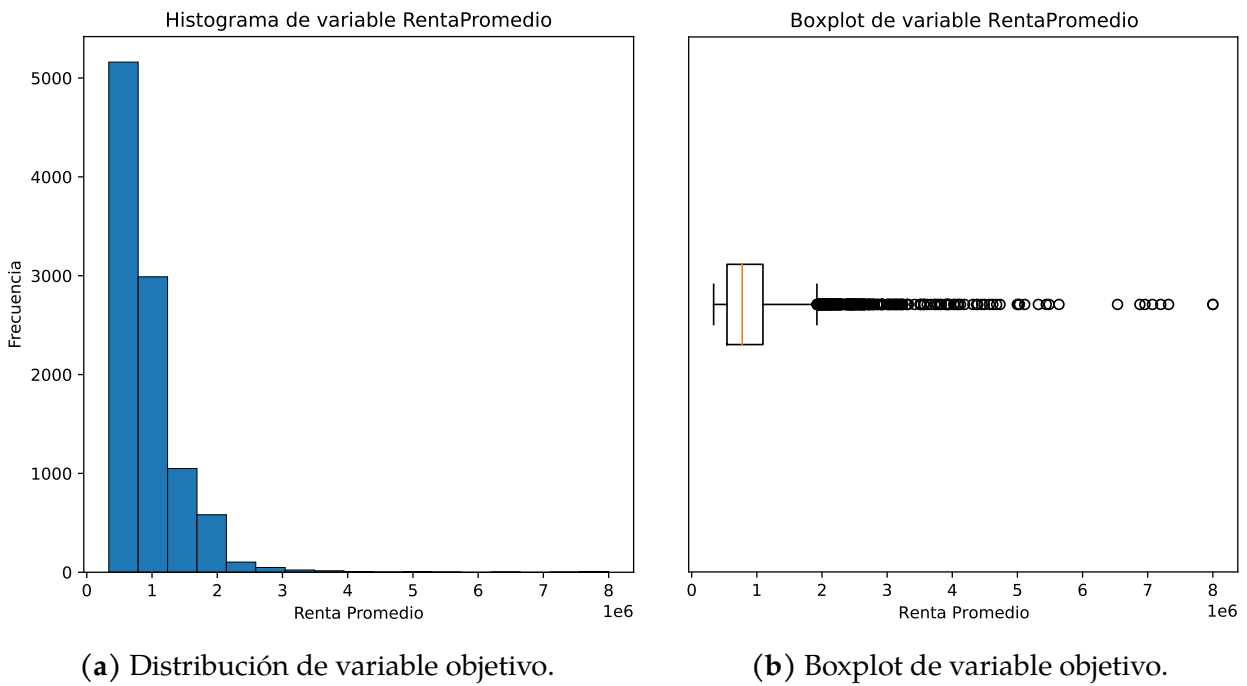 Histograma de variable RentaPromedio
Frecuencia
5000
4000
3000
2000
1000
0
0 1 2 3 4 5 6 7 8
1e6
Renta Promedio
(a) Distribución de variable objetivo.
Boxplot de variable RentaPromedio
0 1 2 3 4 5 6 7 8
1e6
Renta Promedio
(b) Boxplot de variable objetivo.